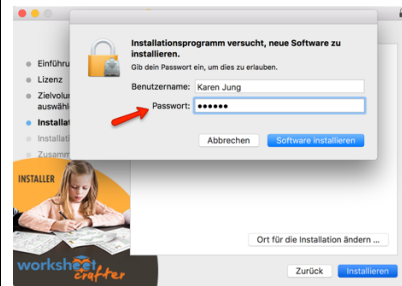 Installationsprogramm versucht, neue Software zu
installieren.
Gib dein Passwort ein, um dies zu erlauben.
Benutzername: Karen Jung
Passwort: ●●●●●●
Abbrechen Software installieren
Einführu
Lizenz
Zielvolu
auswähl
Installat
Installati
Zusamm
INSTALLER
worksheet
crafter
Ort für die Installation ändern ...
Zurück Installieren